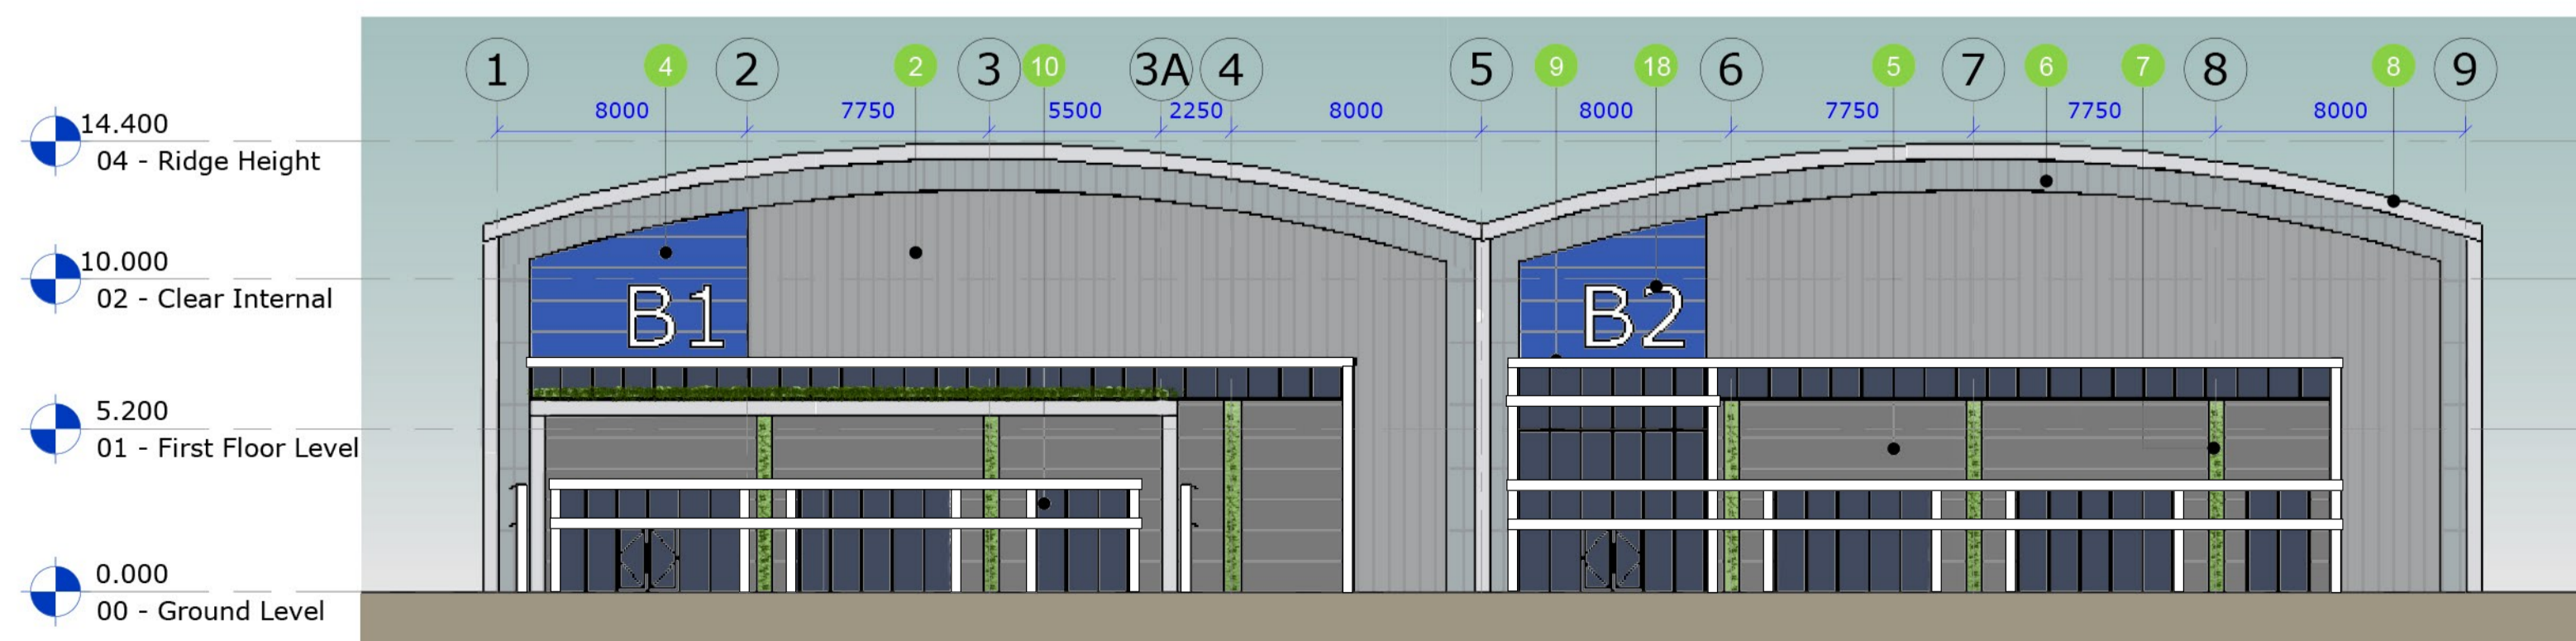 1 4 2 2 3 10 3A 4 5 9 18 6 5 7 6 7 8 8 9
8000 7750 5500 2250 8000 8000 7750 7750 8000
14.400
04 - Ridge Height
10.000
02 - Clear Internal
B1 B2
5.200
01 - First Floor Level
0.000
00 - Ground Level